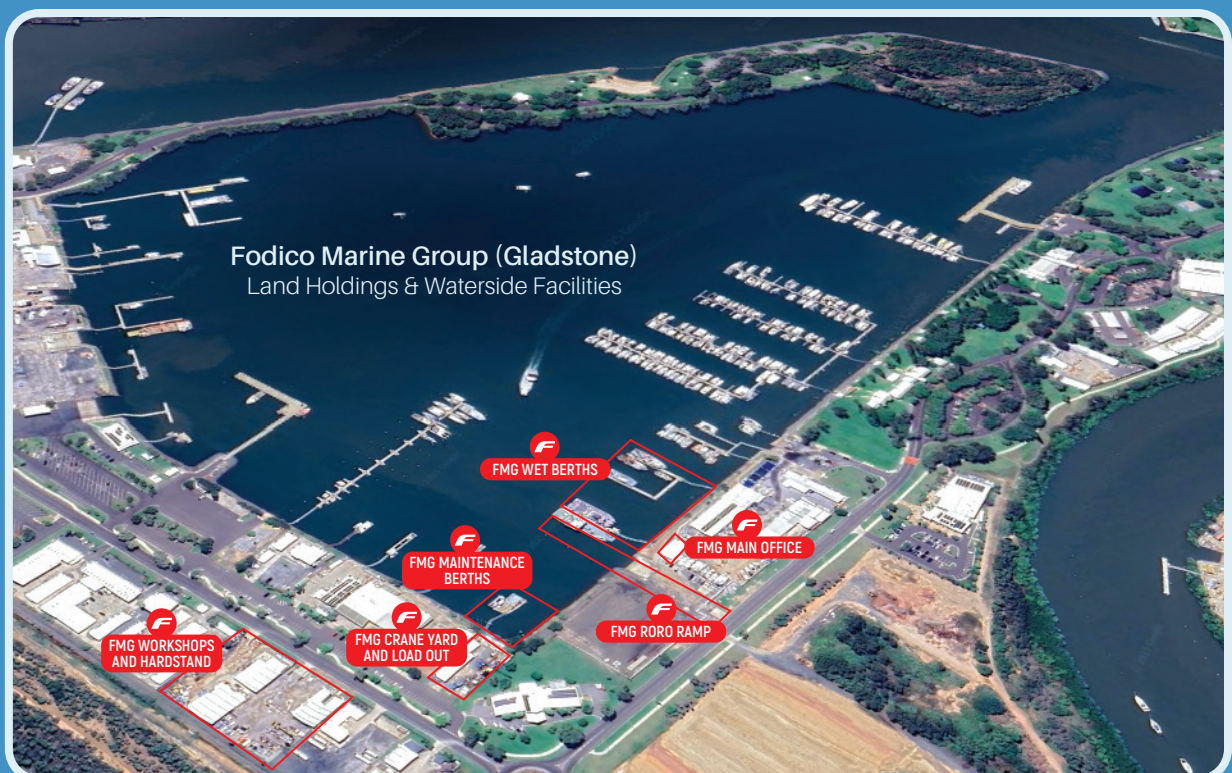 Fodico Marine Group (Gladstone)
Land Holdings & Waterside Facilities
FMG WET BERTHS
FMG MAIN OFFICE
FMG MAINTENANCE
BERTHS
FMG CRANE YARD
AND LOAD OUT
FMG RORO RAMP
FMG WORKSHOPS
AND HARDSTAND